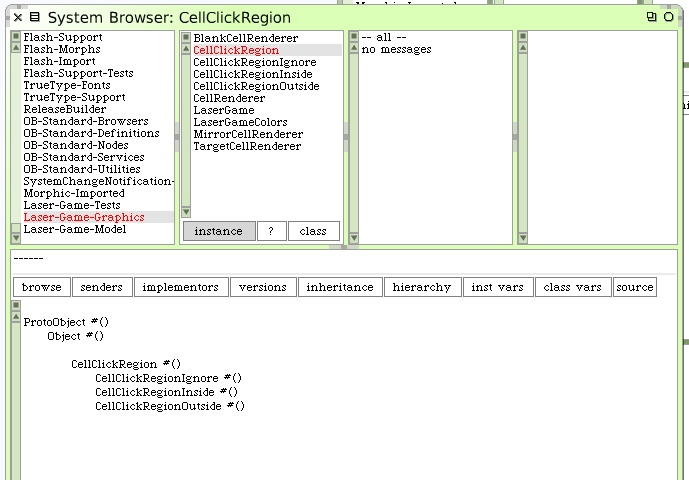 System Browser: CellClickRegion
Flash-Support
Flash-Morphs
Flash-Import
Flash-Support-Tests
TrueType-Fonts
TrueType-Support
ReleaseBuilder
OB-Standard-Browsers
OB-Standard-Definitions
OB-Standard-Nodes
OB-Standard-Services
OB-Standard-Utilities
SystemChangeNotification-
Morphic-Imported
Laser-Game-Tests
Laser-Game-Graphics
Laser-Game-Model
BlankCellRenderer
CellClickRegion
CellClickRegionIgnore
CellClickRegionInside
CellClickRegionOutside
CellRenderer
LaserGame
LaserGameColors
MirrorCellRenderer
TargetCellRenderer
instance ? class
-- all --
no messages
------
browse senders implementors versions inheritance hierarchy inst vars class vars source
ProtoObject #()
Object #()
CellClickRegion #()
CellClickRegionIgnore #()
CellClickRegionInside #()
CellClickRegionOutside #()